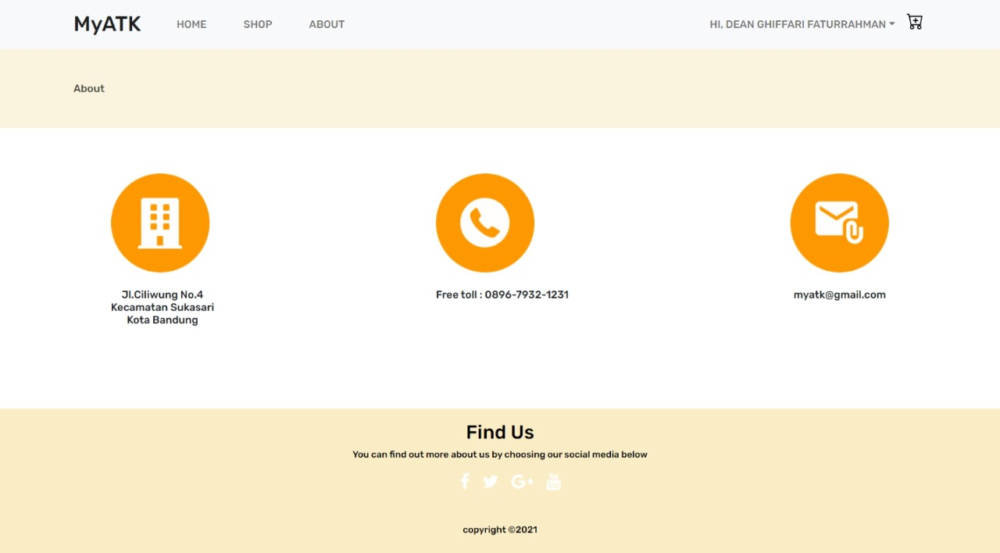 MyATK
HOME
SHOP
ABOUT
HI, DEAN GHIFFARI FATURRAHMAN
About
Jl.Ciliwung No.4
Kecamatan Sukasari
Kota Bandung
Free toll : 0896-7932-1231
myatk@gmail.com
Find Us
You can find out more about us by choosing our social media below
copyright ©2021